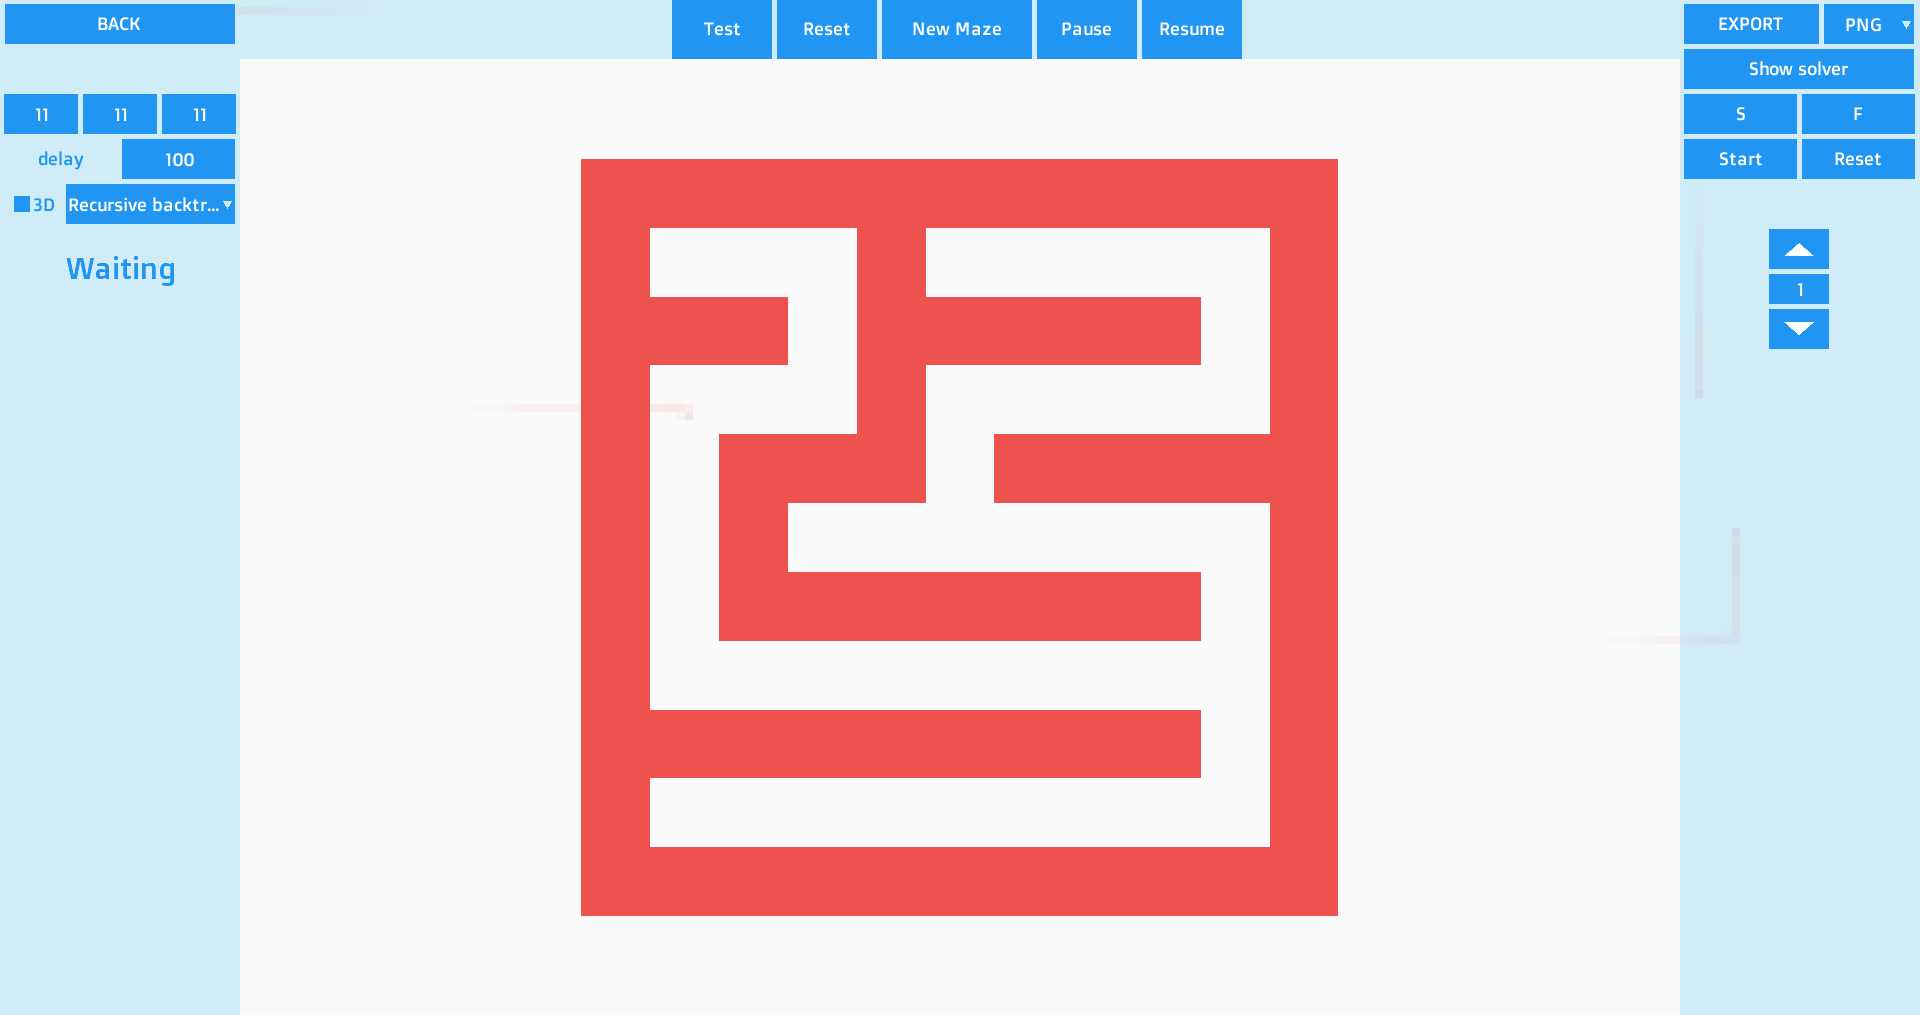 BACK
Test
Reset
New Maze
Pause
Resume
EXPORT
PNG
Show solver
11
11
11
S
F
delay
100
Start
Reset
3D
Recursive backtr...
Waiting
1